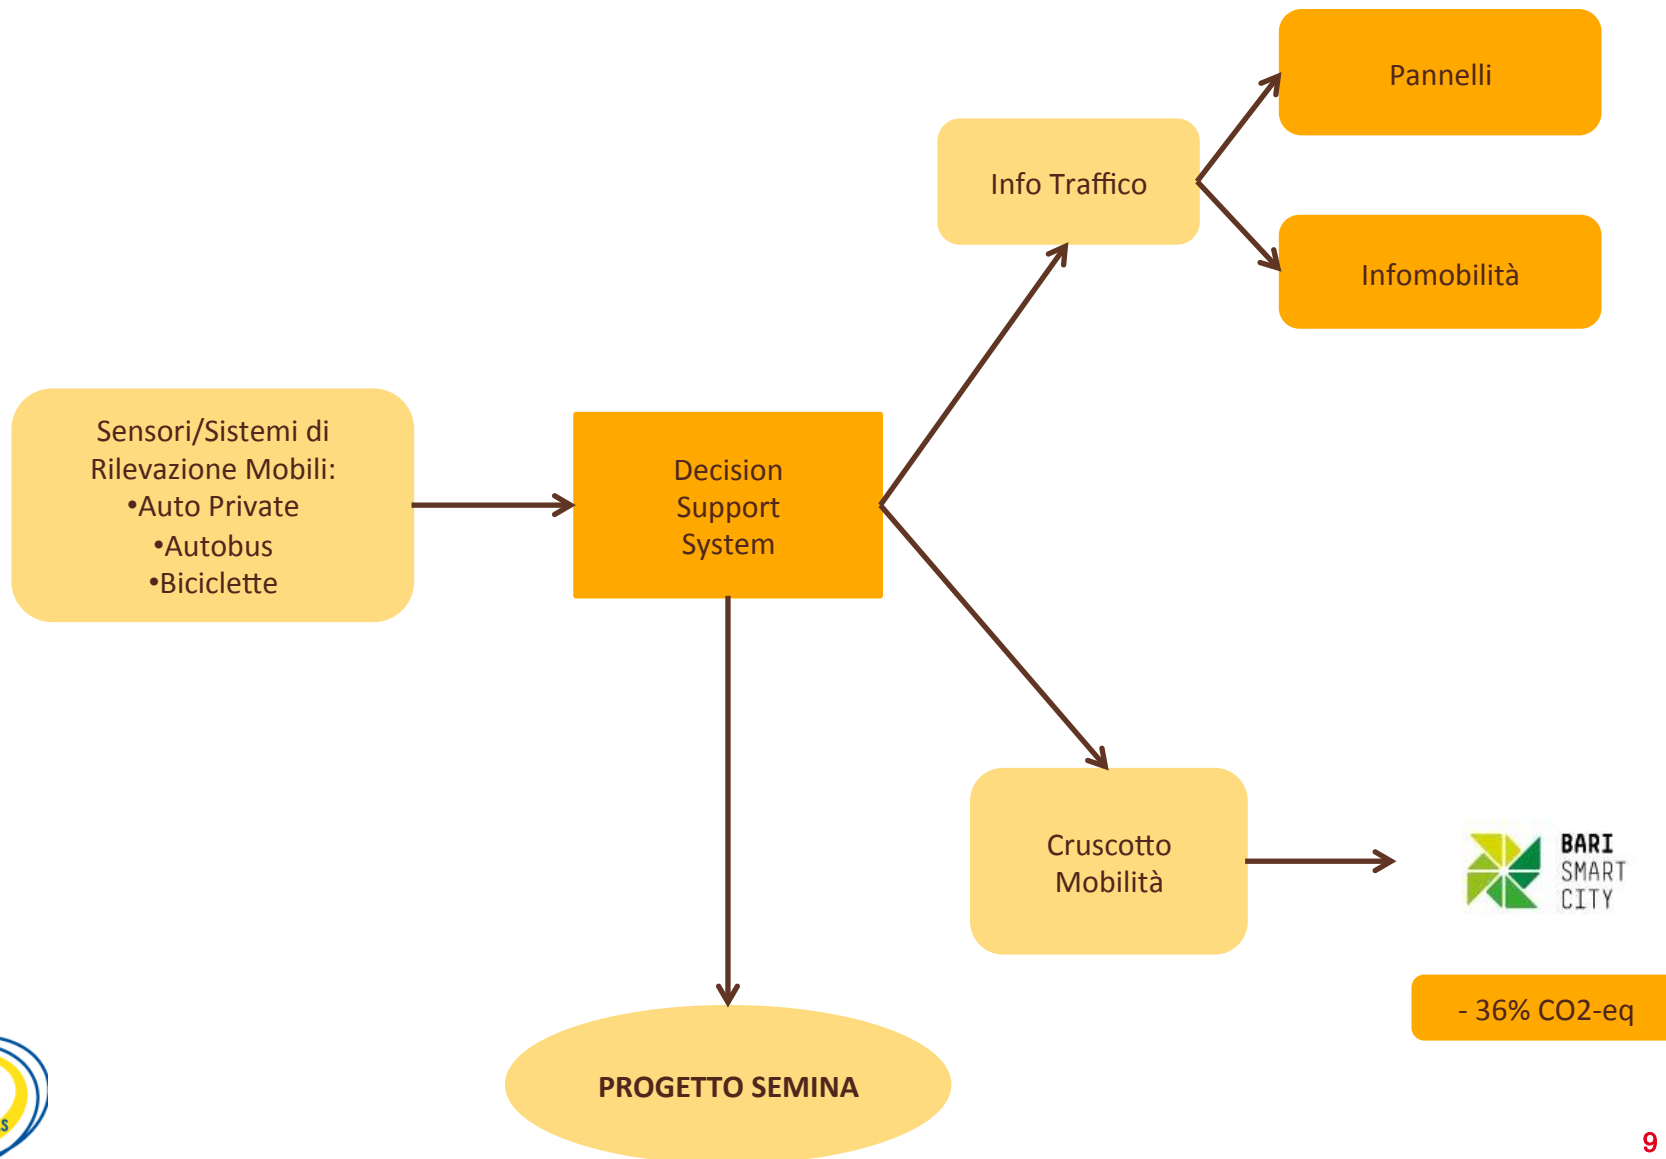 Pannelli
Info Traffico
Infomobilità
Sensori/Sistemi di
Rilevazione Mobili:
•Auto Private
•Autobus
•Biciclette
Decision
Support
System
Cruscotto
Mobilità
BARI
SMART
CITY
- 36% CO2-eq
PROGETTO SEMINA
9